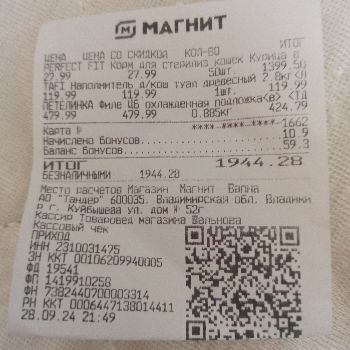 МАГНИТ
ИТОГ
ЦЕНА ЦЕНА СО СКИДКОЙ КОЛ-ВО
PERFECT FIT Корм для стерилиз кошек Курица в
27.99 27.99 50шт. 1399.50
TAFI Наполнитель д/кош туал древесный 2.8кг(Л
119.99 119.99 1шт. 119.99
ПЕТЕЛИНКА Филе ЦБ охлажденная подложка(в) <1Д
479.99 479.99 0.885кг 424.79
Карта № ****-****-****-1662
Начислено бонусов. 10.9
Баланс бонусов. 59.3
ИТОГ 1944.28
БЕЗНАЛИЧНЫМИ 1944.28
Место расчетов Магазин Магнит
АО "Тандер" 600035. Владимирская обл. Владими
р г. Куйбышева ул. дом № 52г
Кассир Товаровед магазина
Кассовый чек
ПРИХОД
ИНН 2310031475
ЗН ККТ 00106209940005
ФД 19541
ФП 1419910258
ФН 7382440700003314
РН ККТ 0006447138014411
28.09.24 21:49